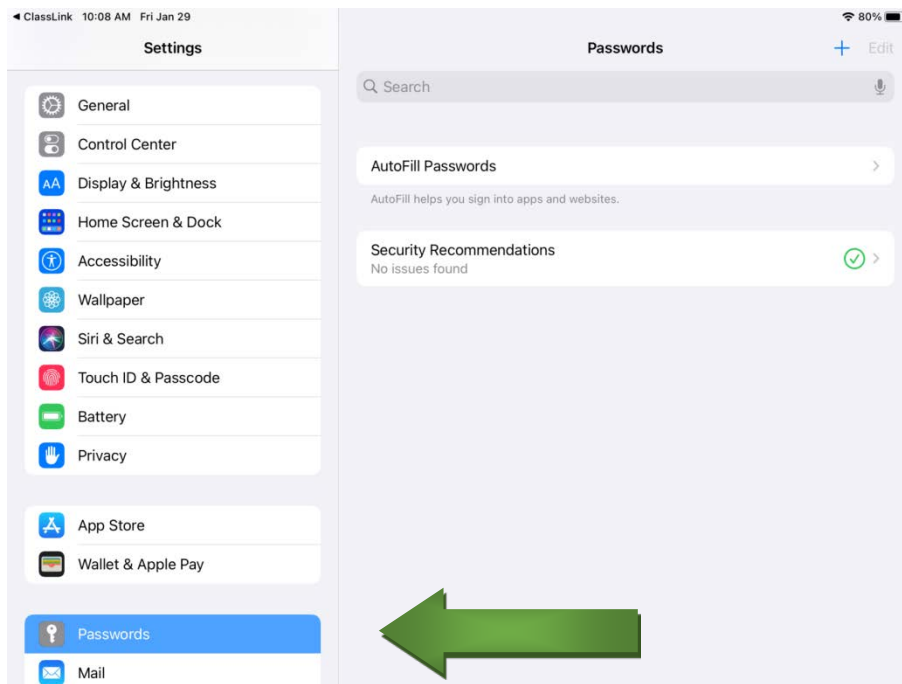 ClassLink 10:08 AM Fri Jan 29
80%
Settings
General
Control Center
AA Display & Brightness
Home Screen & Dock
Accessibility
Wallpaper
Siri & Search
Touch ID & Passcode
Battery
Privacy
App Store
Wallet & Apple Pay
Passwords
Mail
Passwords
Edit
Search
AutoFill Passwords
AutoFill helps you sign into apps and websites.
Security Recommendations
No issues found